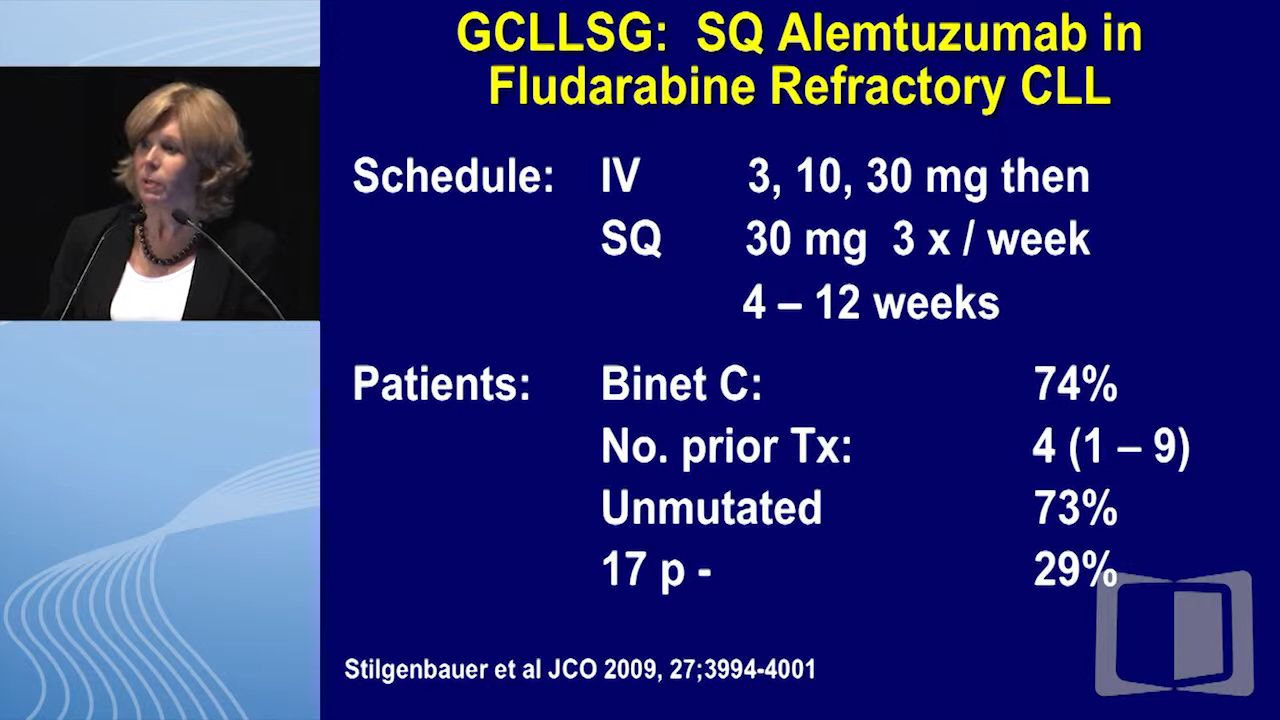 GCLLSG: SQ Alemtuzumab in
Fludarabine Refractory CLL
Schedule: IV 3, 10, 30 mg then
SQ 30 mg 3 x / week
4 – 12 weeks
Patients: Binet C: 74%
No. prior Tx: 4 (1 – 9)
Unmutated 73%
17 p - 29%
Stilgenbauer et al JCO 2009, 27;3994-4001